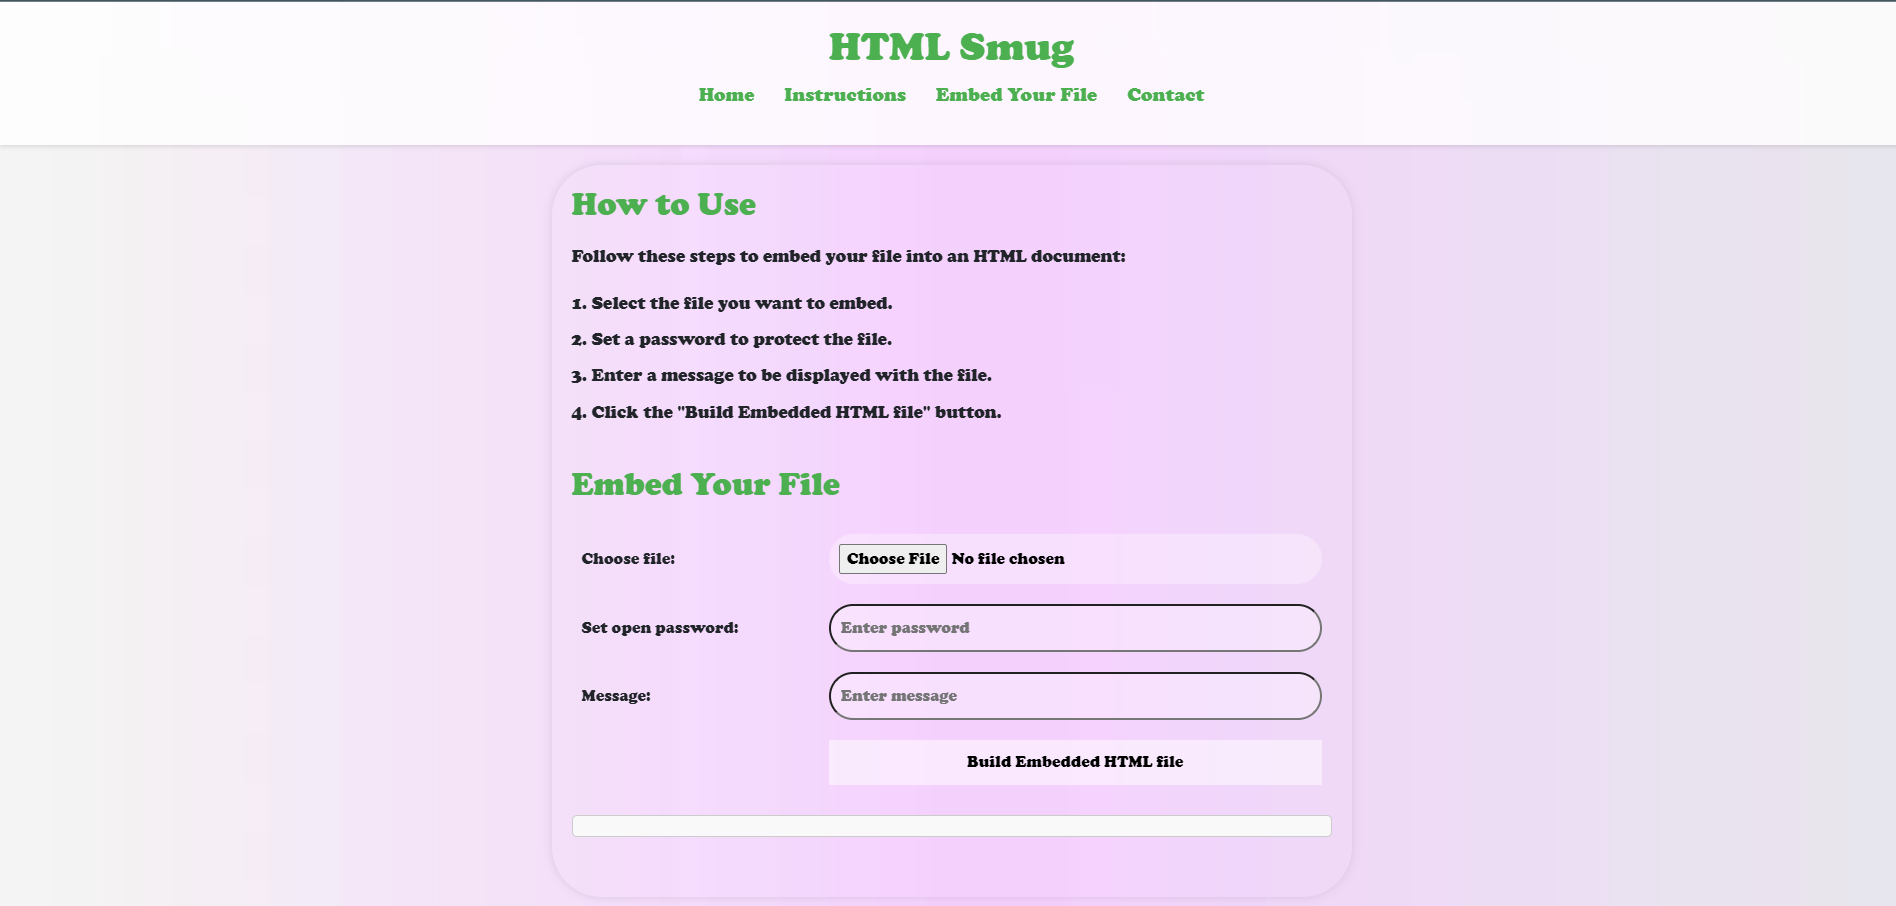 HTML Smug
Home Instructions Embed Your File Contact
How to Use
Follow these steps to embed your file into an HTML document:
1. Select the file you want to embed.
2. Set a password to protect the file.
3. Enter a message to be displayed with the file.
4. Click the "Build Embedded HTML file" button.
Embed Your File
Choose file: Choose File No file chosen
Set open password: Enter password
Message: Enter message
Build Embedded HTML file